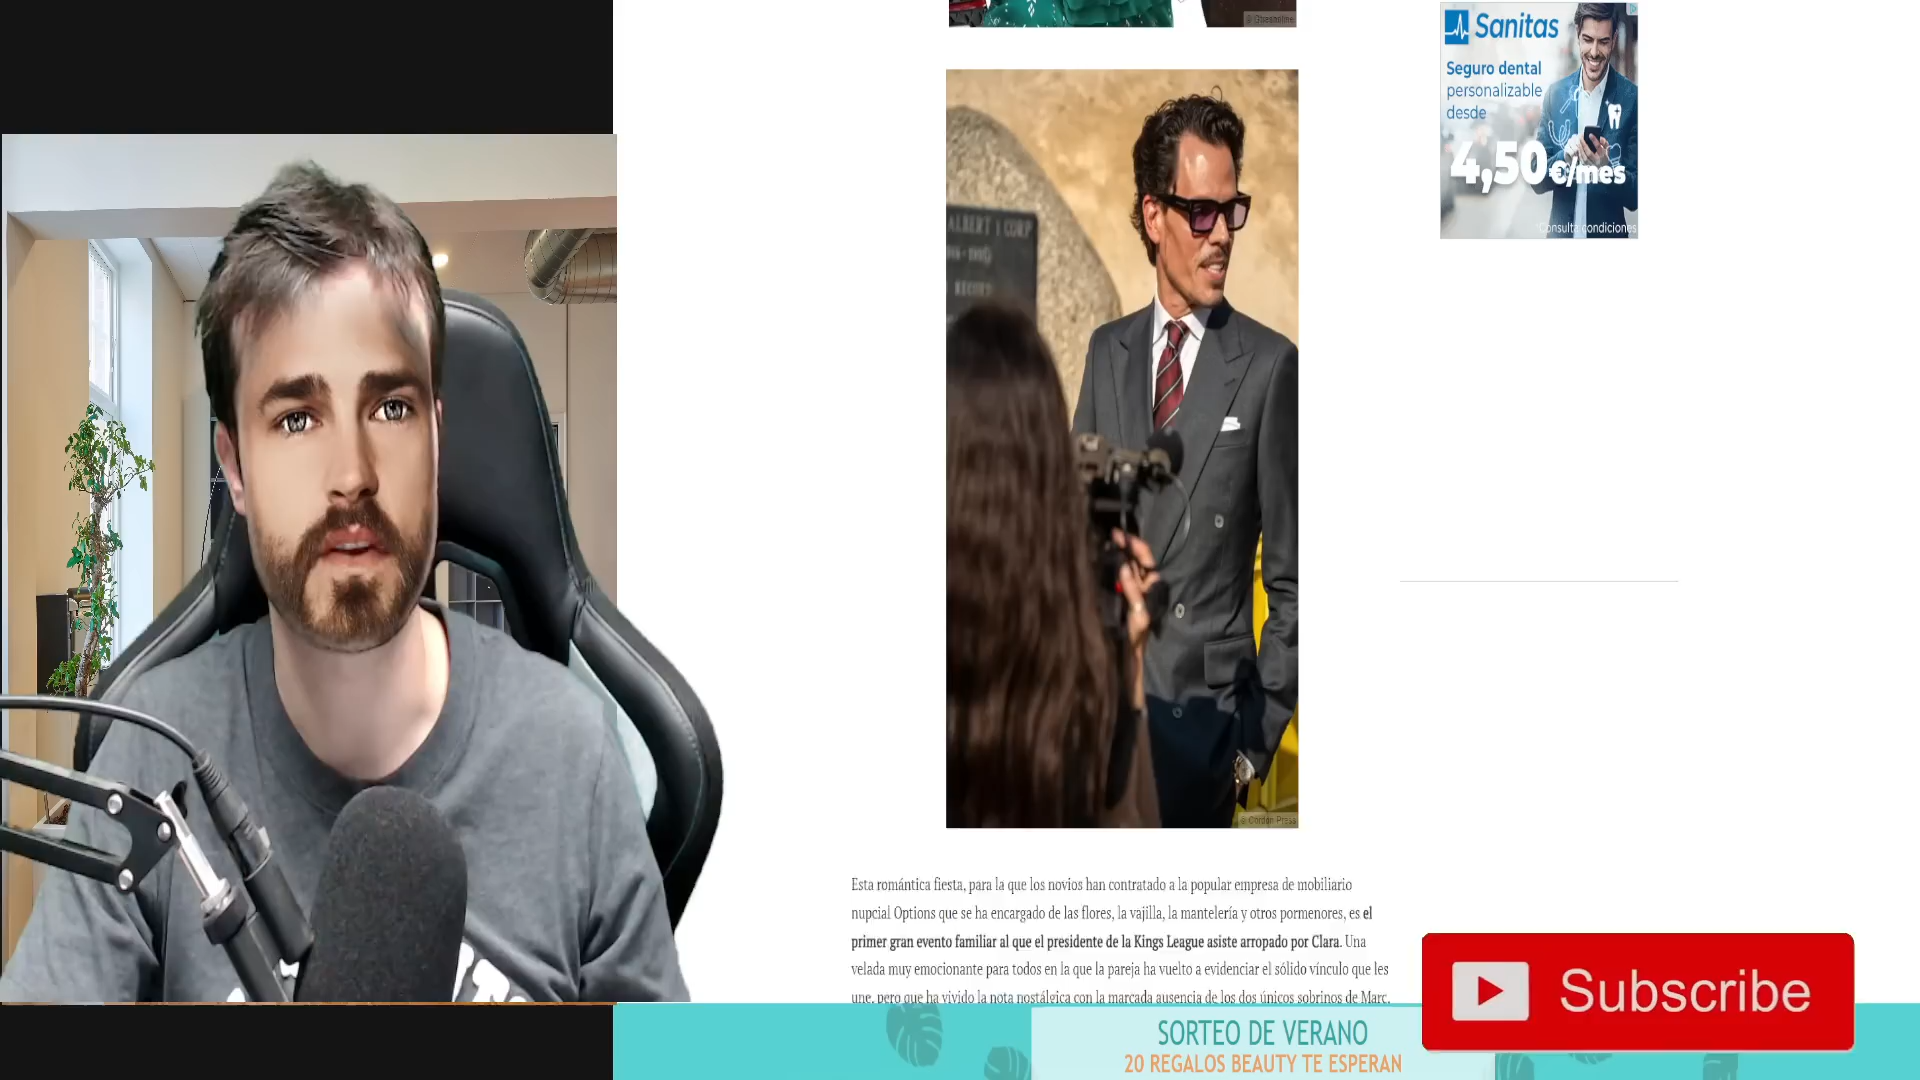 © Gtresonline
Sanitas
Seguro dental
personalizable
desde
4,50€/mes
*Consulta condiciones
ALBERT I CORP
© Cordon Press
Esta romántica fiesta, para la que los novios han contratado a la popular empresa de mobiliario
nupcial Options que se ha encargado de las flores, la vajilla, la mantelería y otros pormenores, es el
primer gran evento familiar al que el presidente de la Kings League asiste arropado por Clara. Una
velada muy emocionante para todos en la que la pareja ha vuelto a evidenciar el sólido vínculo que les
une, pero que ha vivido la nota nostálgica con la marcada ausencia de los dos únicos sobrinos de Marc,
Subscribe
SORTEO DE VERANO
20 REGALOS BEAUTY TE ESPERAN